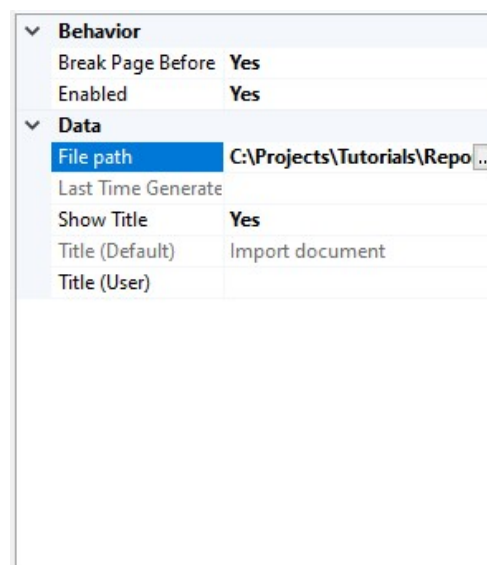 Behavior
Break Page Before Yes
Enabled Yes
Data
File path C:\Projects\Tutorials\Repo ...
Last Time Generate
Show Title Yes
Title (Default) Import document
Title (User)